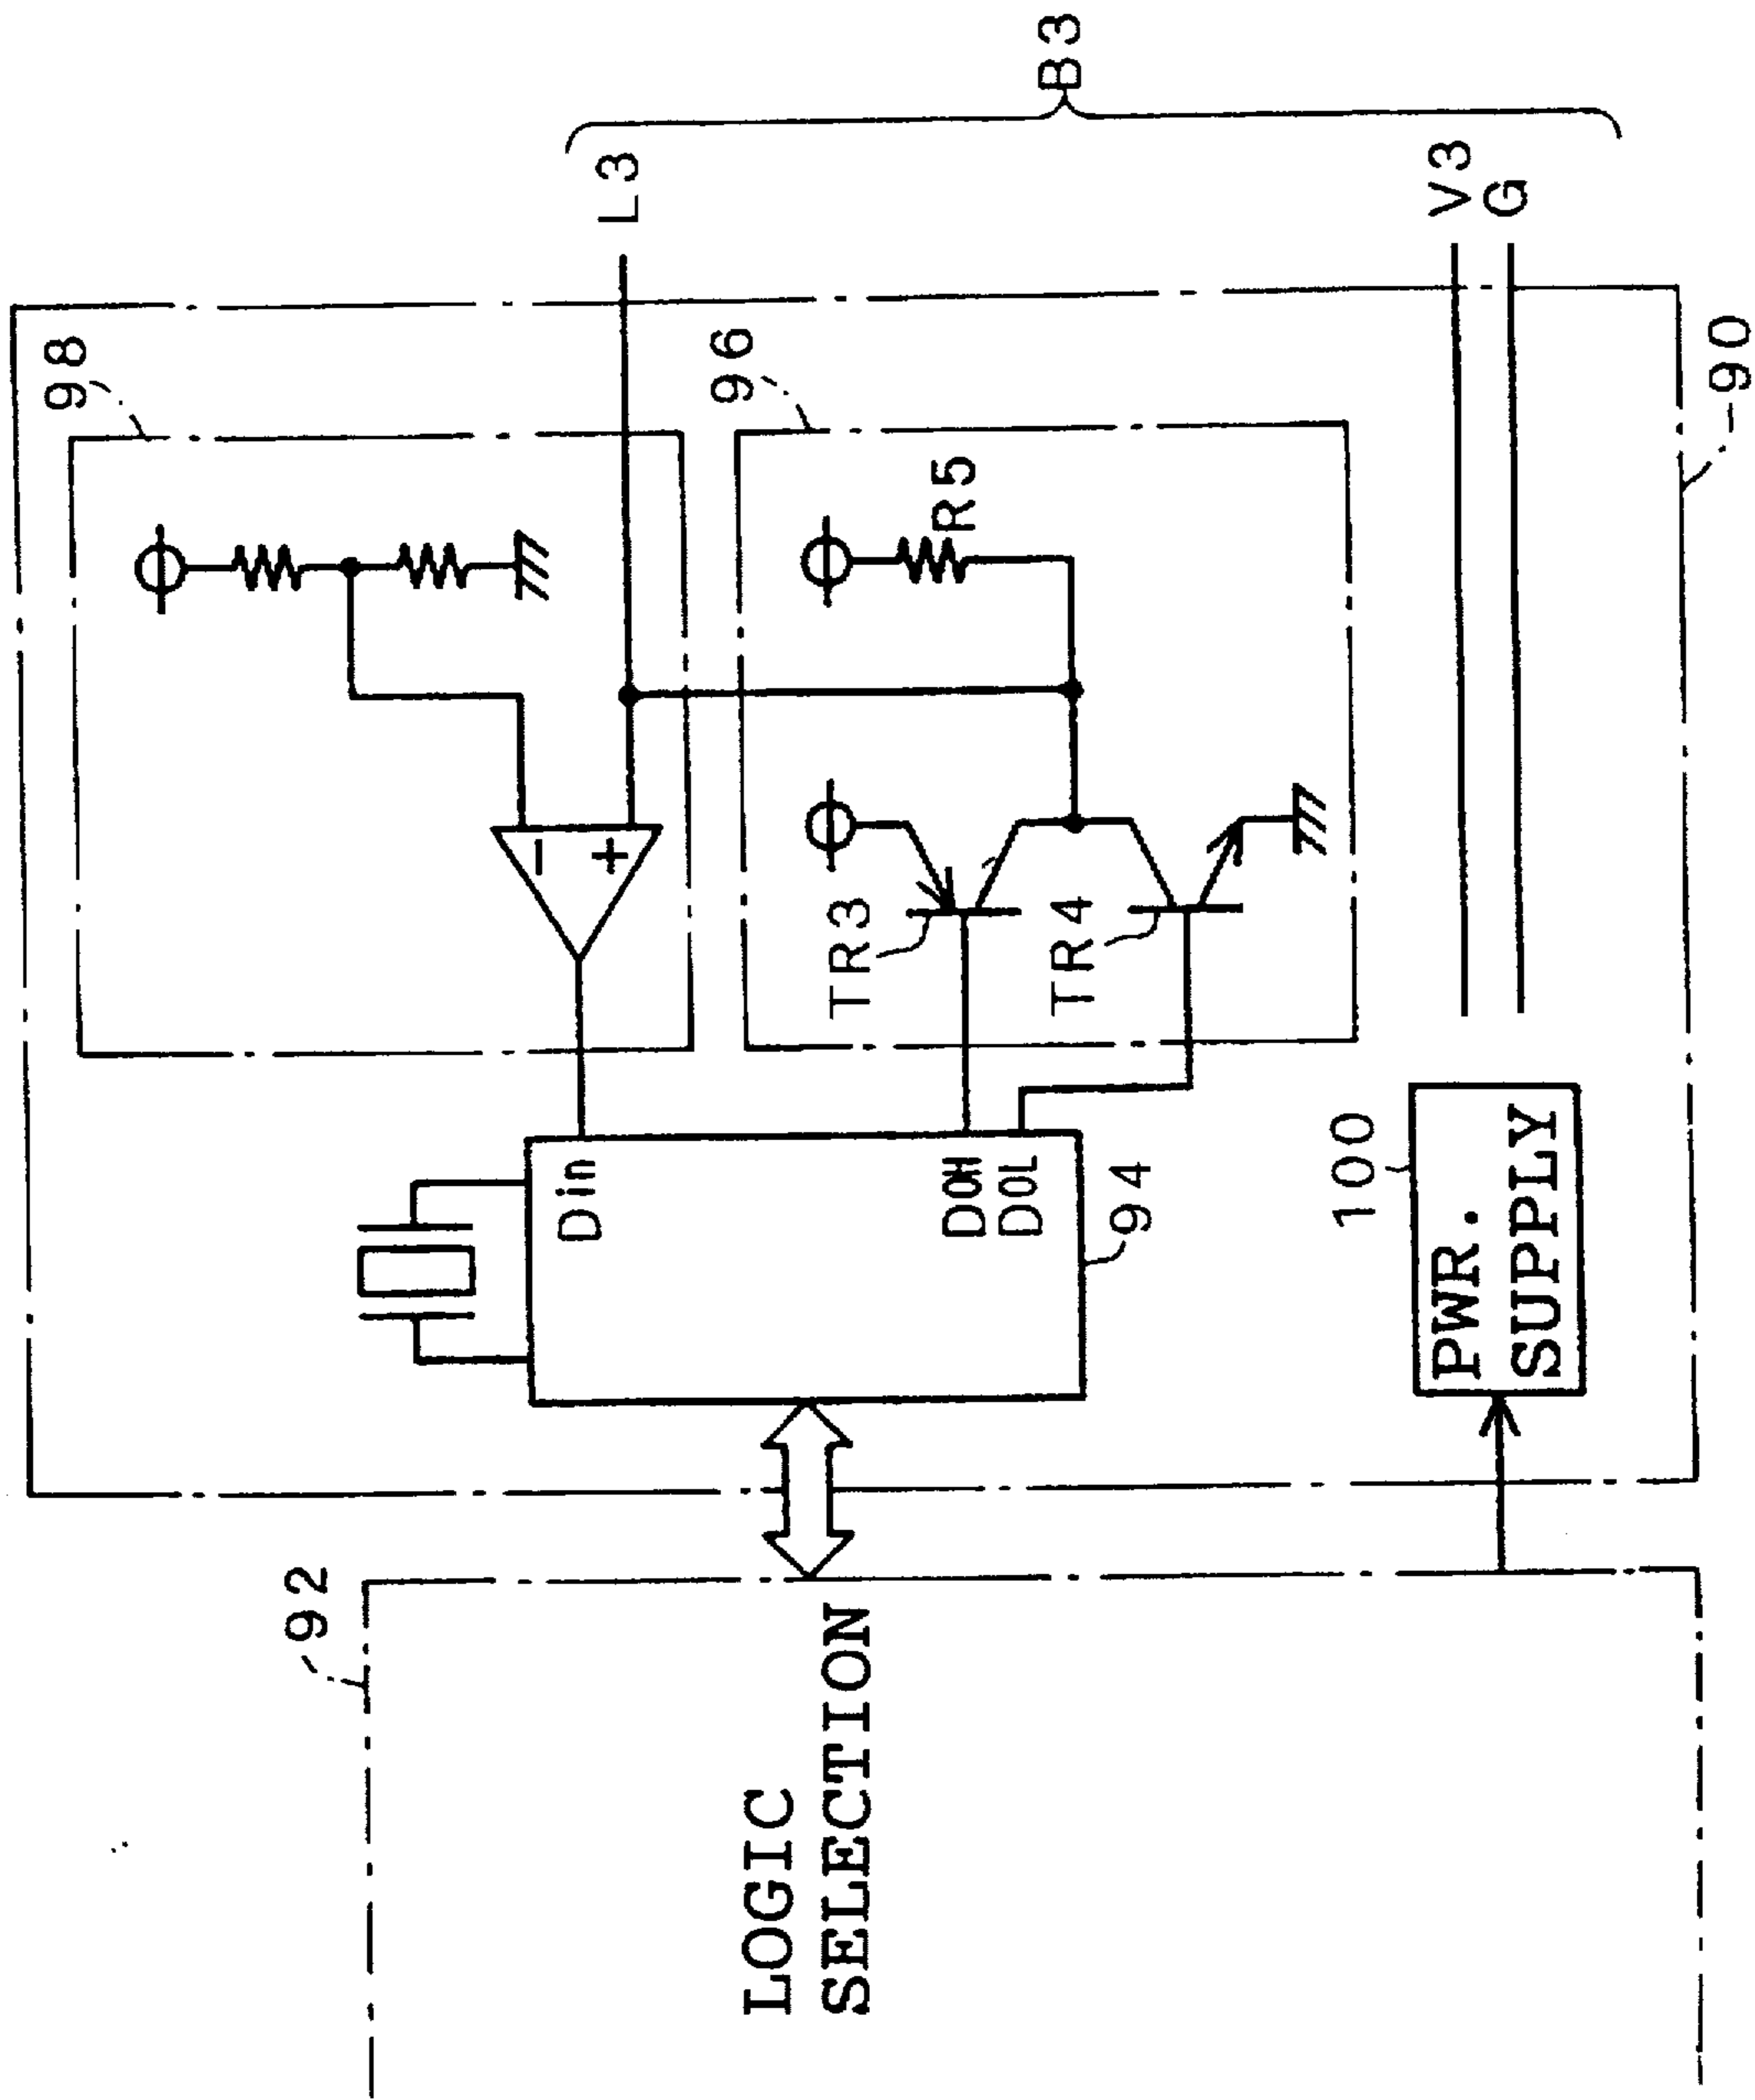 B3
L3
V3
G
98
96
90
R5
TR3
TR4
−
+
Din
DOH
DOL
94
100
PWR.
SUPPLY
92
LOGIC
SELECTION